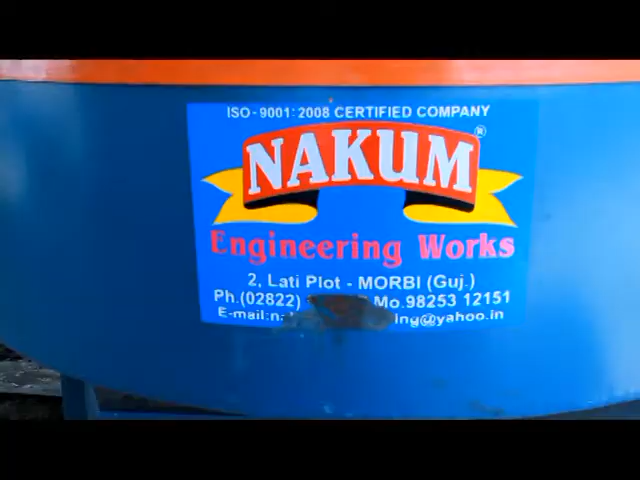 ISO-9001:2008 CERTIFIED COMPANY
NAKUM®
Engineering Works
2, Lati Plot - MORBI (Guj.)
Ph.(02822) Mo.98253 12151
E-mail: @yahoo.in